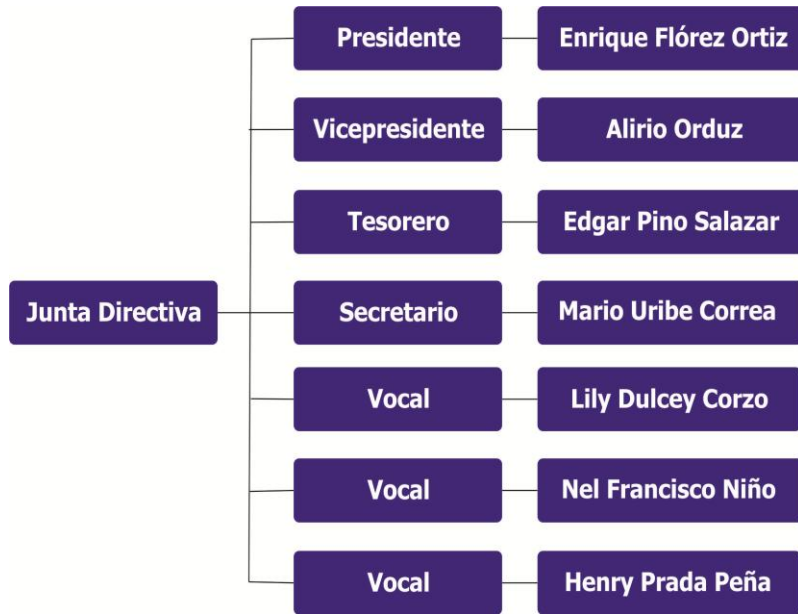 Presidente
Enrique Flórez Ortiz
Vicepresidente
Alirio Orduz
Tesorero
Edgar Pino Salazar
Junta Directiva
Secretario
Mario Uribe Correa
Vocal
Lily Dulcey Corzo
Vocal
Nel Francisco Niño
Vocal
Henry Prada Peña